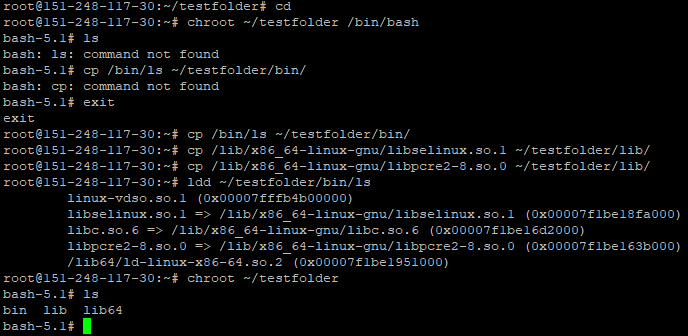 root@151-248-117-30:~/testfolder# cd
root@151-248-117-30:~# chroot ~/testfolder /bin/bash
bash-5.1# ls
bash: ls: command not found
bash-5.1# cp /bin/ls ~/testfolder/bin/
bash: cp: command not found
bash-5.1# exit
exit
root@151-248-117-30:~# cp /bin/ls ~/testfolder/bin/
root@151-248-117-30:~# cp /lib/x86_64-linux-gnu/libselinux.so.1 ~/testfolder/lib/
root@151-248-117-30:~# cp /lib/x86_64-linux-gnu/libpcre2-8.so.0 ~/testfolder/lib/
root@151-248-117-30:~# ldd ~/testfolder/bin/ls
linux-vdso.so.1 (0x00007fffb4b00000)
libselinux.so.1 => /lib/x86_64-linux-gnu/libselinux.so.1 (0x00007f1be18fa000)
libc.so.6 => /lib/x86_64-linux-gnu/libc.so.6 (0x00007f1be16d2000)
libpcre2-8.so.0 => /lib/x86_64-linux-gnu/libpcre2-8.so.0 (0x00007f1be163b000)
/lib64/ld-linux-x86-64.so.2 (0x00007f1be1951000)
root@151-248-117-30:~# chroot ~/testfolder
bash-5.1# ls
bin  lib  lib64
bash-5.1#